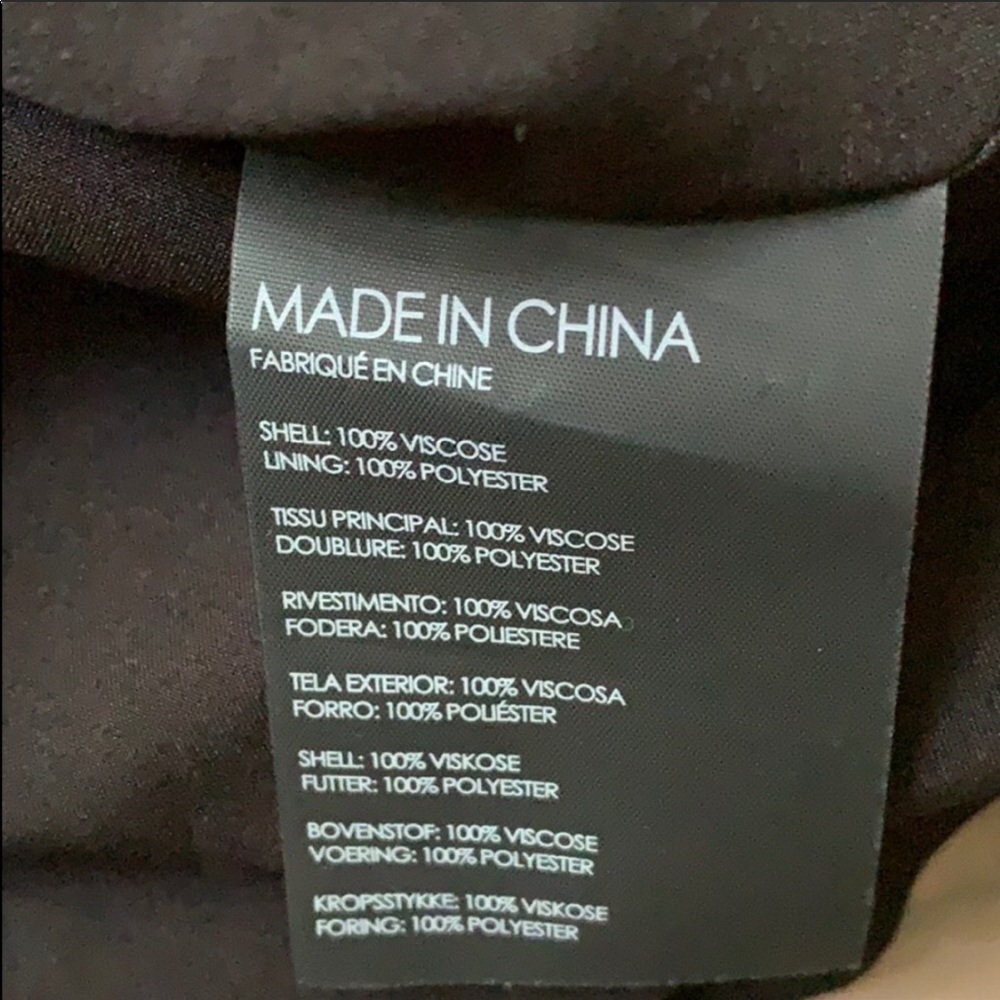 MADE IN CHINA
FABRIQUÉ EN CHINE
SHELL: 100% VISCOSE
LINING: 100% POLYESTER
TISSU PRINCIPAL: 100% VISCOSE
DOUBLURE: 100% POLYESTER
RIVESTIMENTO: 100% VISCOSA
FODERA: 100% POLIESTERE
TELA EXTERIOR: 100% VISCOSA
FORRO: 100% POLIÉSTER
SHELL: 100% VISKOSE
FUTTER: 100% POLYESTER
BOVENSTOF: 100% VISCOSE
VOERING: 100% POLYESTER
KROPSSTYKKE: 100% VISKOSE
FORING: 100% POLYESTER